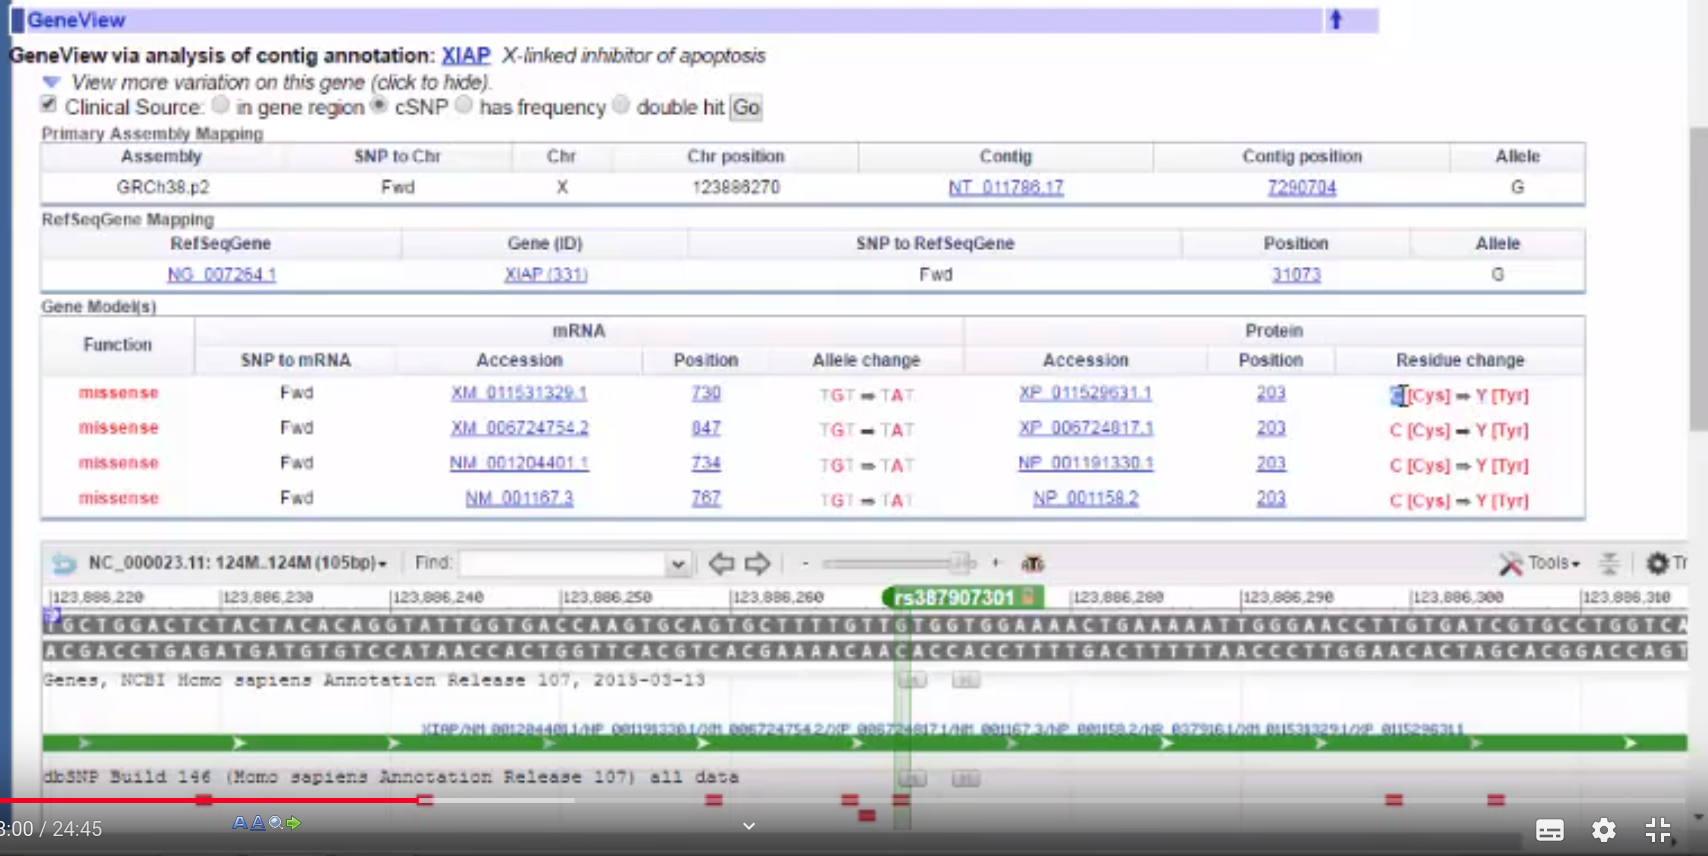 GeneView
GeneView via analysis of contig annotation: XIAP X-linked inhibitor of apoptosis
View more variation on this gene (click to hide).
Clinical Source: in gene region cSNP has frequency double hit Go
Primary Assembly Mapping
Assembly SNP to Chr Chr Chr position Contig Contig position Allele
GRCh38.p2 Fwd X 123886270 NT_011786.17 7290704 G
RefSeqGene Mapping
RefSeqGene Gene (ID) SNP to RefSeqGene Position Allele
NG_007264.1 XIAP (331) Fwd 31073 G
Gene Model(s)
Function mRNA Protein
SNP to mRNA Accession Position Allele change Accession Position Residue change
missense Fwd XM_011531329.1 730 TGT ⇒ TAT XP_011529631.1 203 C [Cys] ⇒ Y [Tyr]
missense Fwd XM_006724754.2 847 TGT ⇒ TAT XP_006724817.1 203 C [Cys] ⇒ Y [Tyr]
missense Fwd NM_001204401.1 734 TGT ⇒ TAT NP_001191330.1 203 C [Cys] ⇒ Y [Tyr]
missense Fwd NM_001167.3 767 TGT ⇒ TAT NP_001158.2 203 C [Cys] ⇒ Y [Tyr]
NC_000023.11: 124M..124M (105bp) Find: - + ATG Tools
123,886,220 123,886,230 123,886,240 123,886,250 123,886,260 rs387907301 123,886,280 123,886,290 123,886,300 123,886,310
TGCTGGACTCTACTACACAGGTATTGGTGACCAAGTGCAGTGCTTTTGTTGTGGTGGAAAACTGAAAAATTGGGAACCTTGTGATCGTGCCTGGTCA
ACGACCTGAGATGATGTGTCCATAACCACTGGTTCACGTCACGAAAACAACACCACCTTTTGACTTTTTAACCCTTGGAACACTAGCACGGACCAGT
Genes, NCBI Homo sapiens Annotation Release 107, 2015-03-13
XIAP/NM_001204401.1/NP_001191330.1/XM_006724754.2/XP_006724817.1/NM_001167.3/NP_001158.2/NR_037916.1/XM_011531329.1/XP_011529631.1
dbSNP Build 146 (Homo sapiens Annotation Release 107) all data
3:00 / 24:45